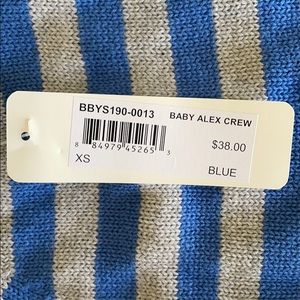 BBYS190-0013 BABY ALEX CREW
8 84979 45265 3 $38.00
XS BLUE